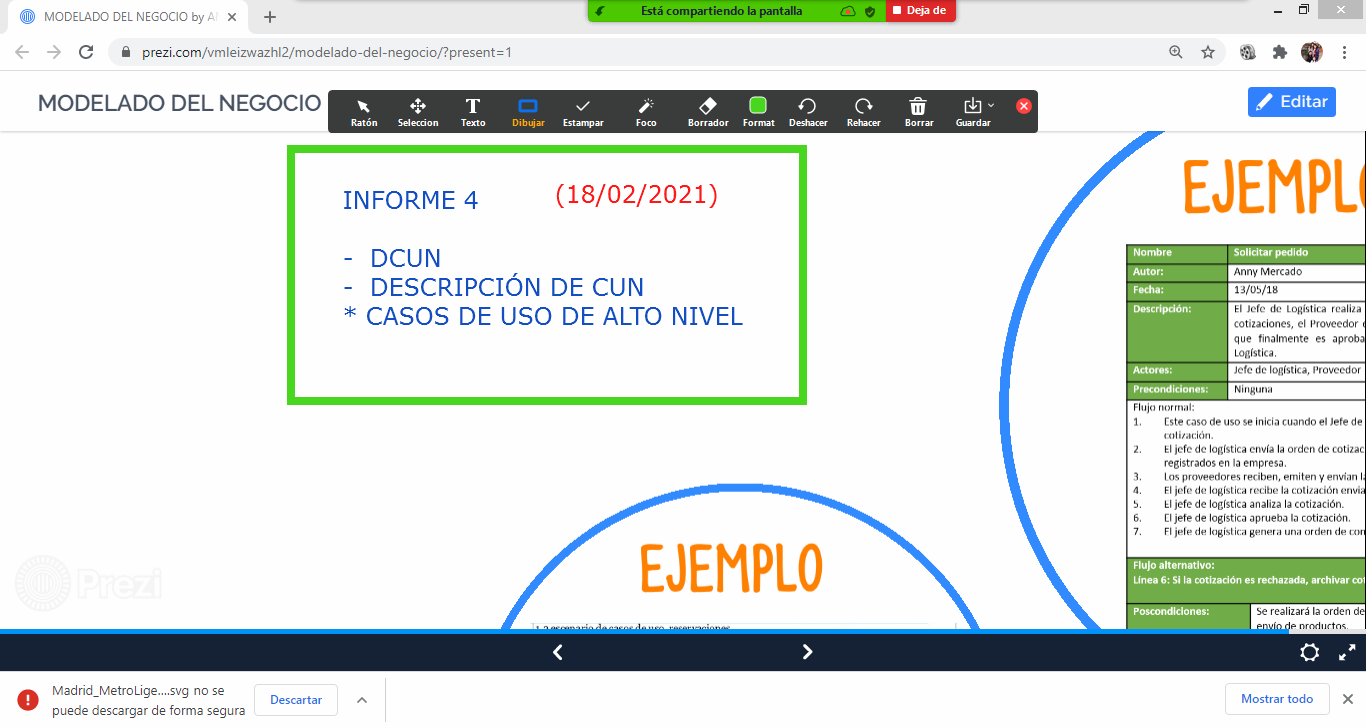 MODELADO DEL NEGOCIO by Al
Está compartiendo la pantalla
Deja de
prezi.com/vmleizwazhl2/modelado-del-negocio/?present=1
MODELADO DEL NEGOCIO
Ratón Seleccion Texto Dibujar Estampar Foco Borrador Format Deshacer Rehacer Borrar Guardar
Editar
INFORME 4 (18/02/2021)
- DCUN
- DESCRIPCIÓN DE CUN
* CASOS DE USO DE ALTO NIVEL
EJEMPLO
Nombre Solicitar pedido
Autor: Anny Mercado
Fecha: 13/05/18
Descripción: El Jefe de Logística realiza
cotizaciones, el Proveedor
que finalmente es aproba
Logística.
Actores: Jefe de logística, Proveedor
Precondiciones: Ninguna
Flujo normal:
1. Este caso de uso se inicia cuando el Jefe de
cotización.
2. El jefe de logística envía la orden de cotizac
registrados en la empresa.
3. Los proveedores reciben, emiten y envían l
4. El jefe de logística recibe la cotización envia
5. El jefe de logística analiza la cotización.
6. El jefe de logística aprueba la cotización.
7. El jefe de logística genera una orden de com
Flujo alternativo:
Línea 6: Si la cotización es rechazada, archivar cot
Poscondiciones: Se realizará la orden de
envío de productos.
EJEMPLO
1.3 escenario de casos de uso reservaciones
Prezi
Madrid_MetroLige....svg no se
puede descargar de forma segura
Descartar
Mostrar todo